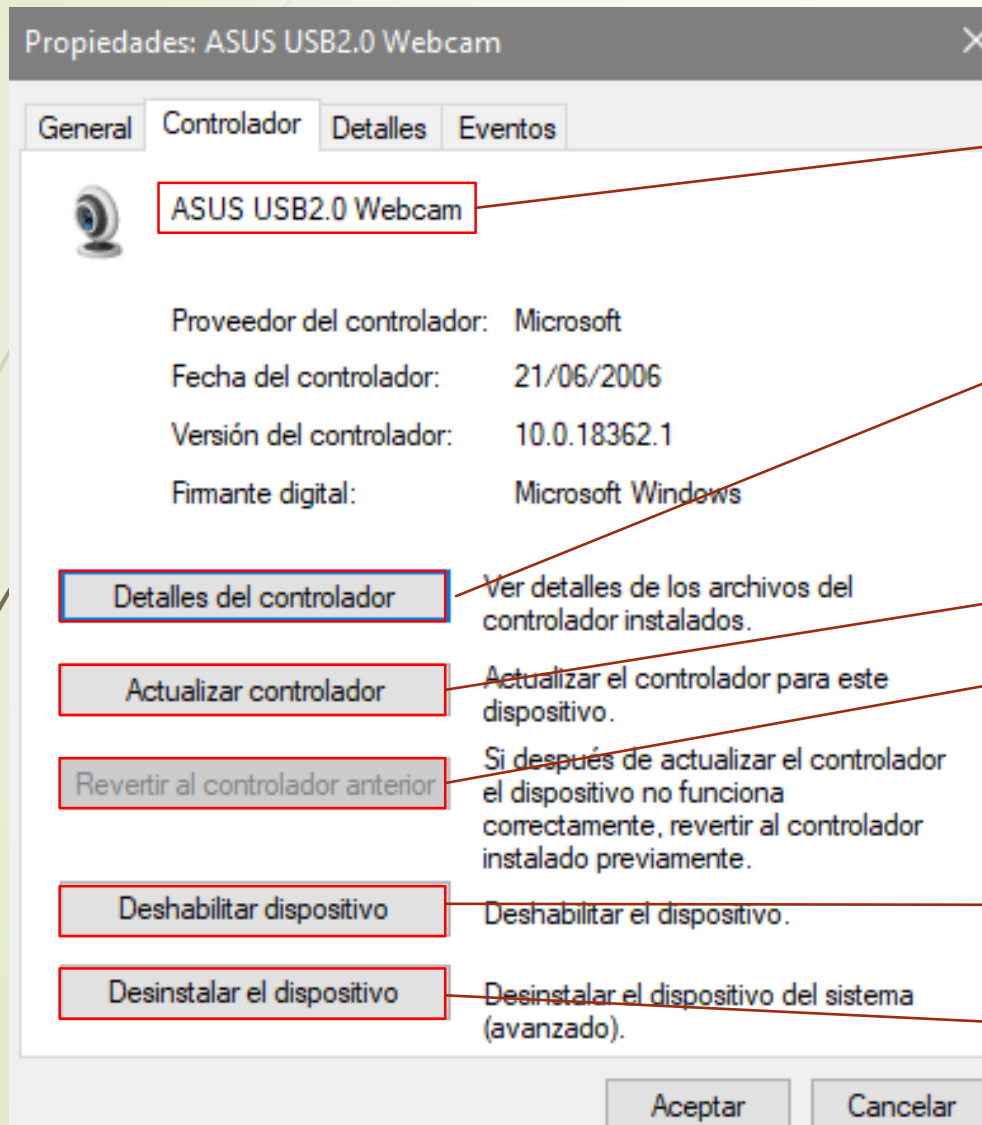 Propiedades: ASUS USB2.0 Webcam
General Controlador Detalles Eventos
ASUS USB2.0 Webcam
Proveedor del controlador: Microsoft
Fecha del controlador: 21/06/2006
Versión del controlador: 10.0.18362.1
Firmante digital: Microsoft Windows
Detalles del controlador
Ver detalles de los archivos del
controlador instalados.
Actualizar controlador
Actualizar el controlador para este
dispositivo.
Revertir al controlador anterior
Si después de actualizar el controlador
el dispositivo no funciona
correctamente, revertir al controlador
instalado previamente.
Deshabilitar dispositivo
Deshabilitar el dispositivo.
Desinstalar el dispositivo
Desinstalar el dispositivo del sistema
(avanzado).
Aceptar Cancelar